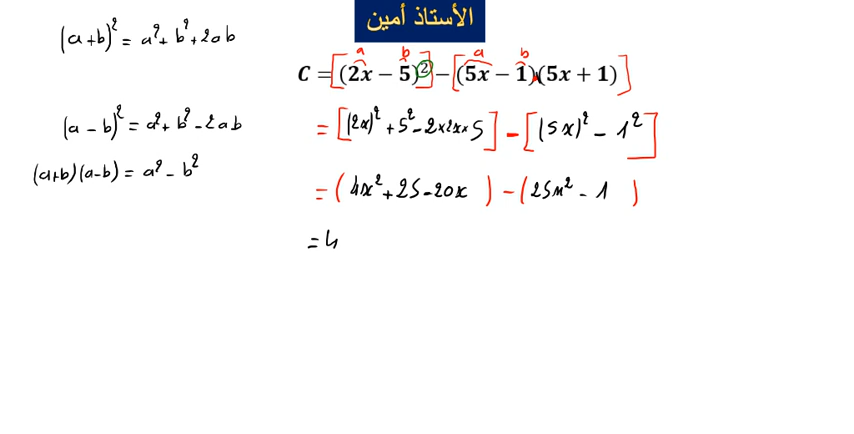 الأستاذ أمين
(a+b)² = a²+b²+2ab
C = [(2x − 5)²] − [(5x − 1)(5x + 1)]
a b a b
(a − b)² = a²+b²−2ab
= [(2x)² + 5² − 2×2x×5] − [(5x)² − 1²]
(a+b)(a−b) = a² − b²
= (4x² + 25 − 20x) − (25x² − 1)
= 4